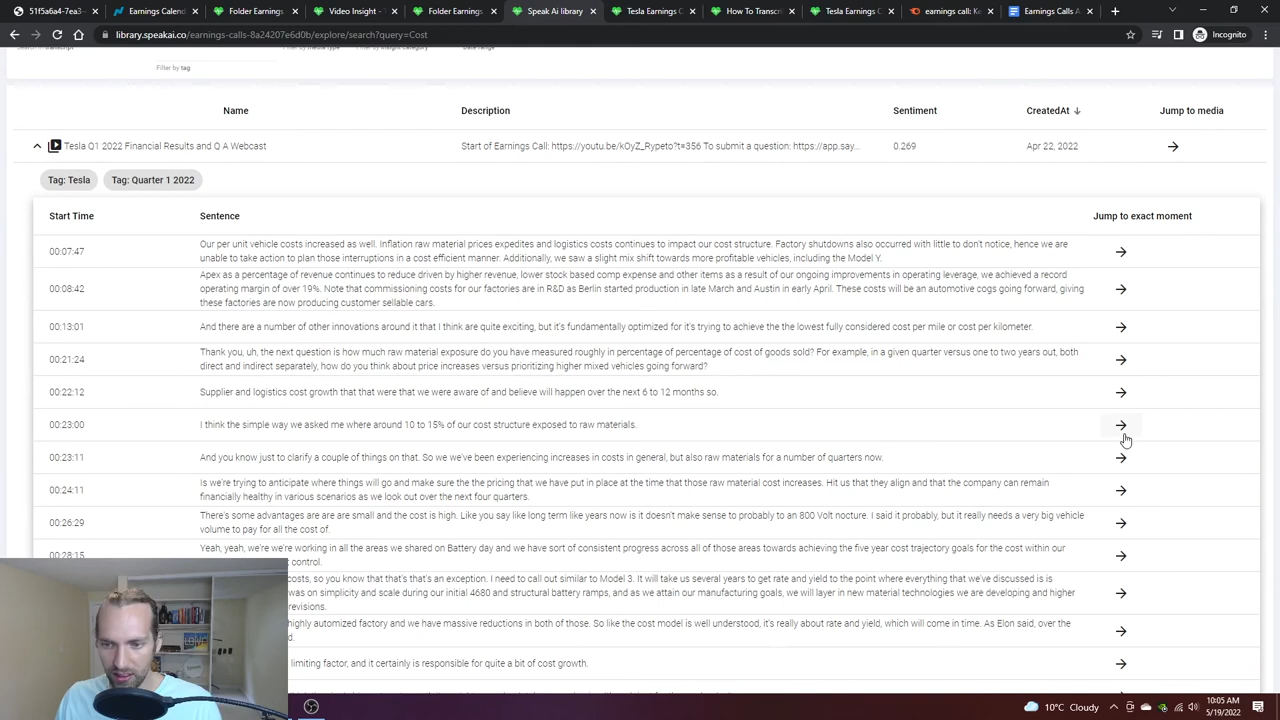 515f6a64-7ea3-
Video Anal
Folders
Speak Ai library
Tesla Earnings C
How To Transc
Tesla Earnings C
earnings call - S
Earnings Calls A
library.speakai.co/earnings-calls-8a24207e6d0b/explore/search?query=Cost
Incognito
Filter by tag
Name Description Sentiment CreatedAt Jump to media
Tesla Q1 2022 Financial Results and Q A Webcast Start of Earnings Call: https://youtu.be/kOyZ_Rypeto?t=356 To submit a question: https://app.say... 0.269 Apr 22, 2022
Tag: Tesla Tag: Quarter 1 2022
Start Time Sentence Jump to exact moment
00:07:47 Our per unit vehicle costs increased as well. Inflation raw material prices expedites and logistics costs continues to impact our cost structure. Factory shutdowns also occurred with little to don't notice, hence we are
unable to take action to plan those interruptions in a cost efficient manner. Additionally, we saw a slight mix shift towards more profitable vehicles, including the Model Y.
00:08:42 Apex as a percentage of revenue continues to reduce driven by higher revenue, lower stock based comp expense and other items as a result of our ongoing improvements in operating leverage, we achieved a record
operating margin of over 19%. Note that commissioning costs for our factories are in R&D as Berlin started production in late March and Austin in early April. These costs will be an automotive cogs going forward, giving
these factories are now producing customer sellable cars.
00:13:01 And there are a number of other innovations around it that I think are quite exciting, but it's fundamentally optimized for it's trying to achieve the the lowest fully considered cost per mile or cost per kilometer.
00:21:24 Thank you, uh, the next question is how much raw material exposure do you have measured roughly in percentage of percentage of cost of goods sold? For example, in a given quarter versus one to two years out, both
direct and indirect separately, how do you think about price increases versus prioritizing higher mixed vehicles going forward?
00:22:12 Supplier and logistics cost growth that that were that we were aware of and believe will happen over the next 6 to 12 months so.
00:23:00 I think the simple way we asked me where around 10 to 15% of our cost structure exposed to raw materials.
00:23:11 And you know just to clarify a couple of things on that. So we we've been experiencing increases in costs in general, but also raw materials for a number of quarters now.
00:24:11 Is we're trying to anticipate where things will go and make sure the the pricing that we have put in place at the time that those raw material cost increases. Hit us that they align and that the company can remain
financially healthy in various scenarios as we look out over the next four quarters.
00:26:29 There's some advantages are are are small and the cost is high. Like you say like long term like years now is it doesn't make sense to probably to an 800 Volt nocture. I said it probably, but it really needs a very big vehicle
volume to pay for all the cost of.
00:28:15 Yeah, yeah, we're we're working in all the areas we shared on Battery day and we have sort of consistent progress across all of those areas towards achieving the five year cost trajectory goals for the cost within our
control.
costs, so you know that that's that's an exception. I need to call out similar to Model 3. It will take us several years to get rate and yield to the point where everything that we've discussed is is
was on simplicity and scale during our initial 4680 and structural battery ramps, and as we attain our manufacturing goals, we will layer in new material technologies we are developing and higher
revisions.
highly automized factory and we have massive reductions in both of those. So like the cost model is well understood, it's really about rate and yield, which will come in time. As Elon said, over the
limiting factor, and it certainly is responsible for quite a bit of cost growth.
10°C Cloudy
10:05 AM
5/19/2022